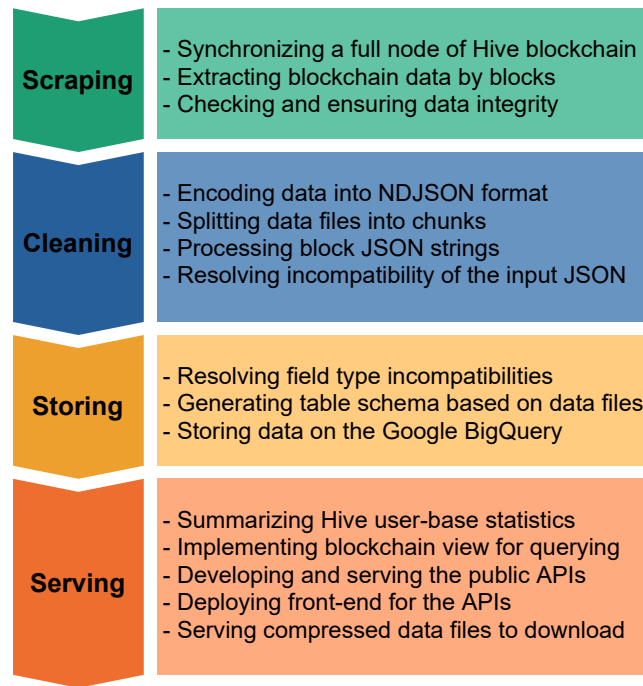 Scraping
- Synchronizing a full node of Hive blockchain
- Extracting blockchain data by blocks
- Checking and ensuring data integrity
Cleaning
- Encoding data into NDJSON format
- Splitting data files into chunks
- Processing block JSON strings
- Resolving incompatibility of the input JSON
Storing
- Resolving field type incompatibilities
- Generating table schema based on data files
- Storing data on the Google BigQuery
Serving
- Summarizing Hive user-base statistics
- Implementing blockchain view for querying
- Developing and serving the public APIs
- Deploying front-end for the APIs
- Serving compressed data files to download